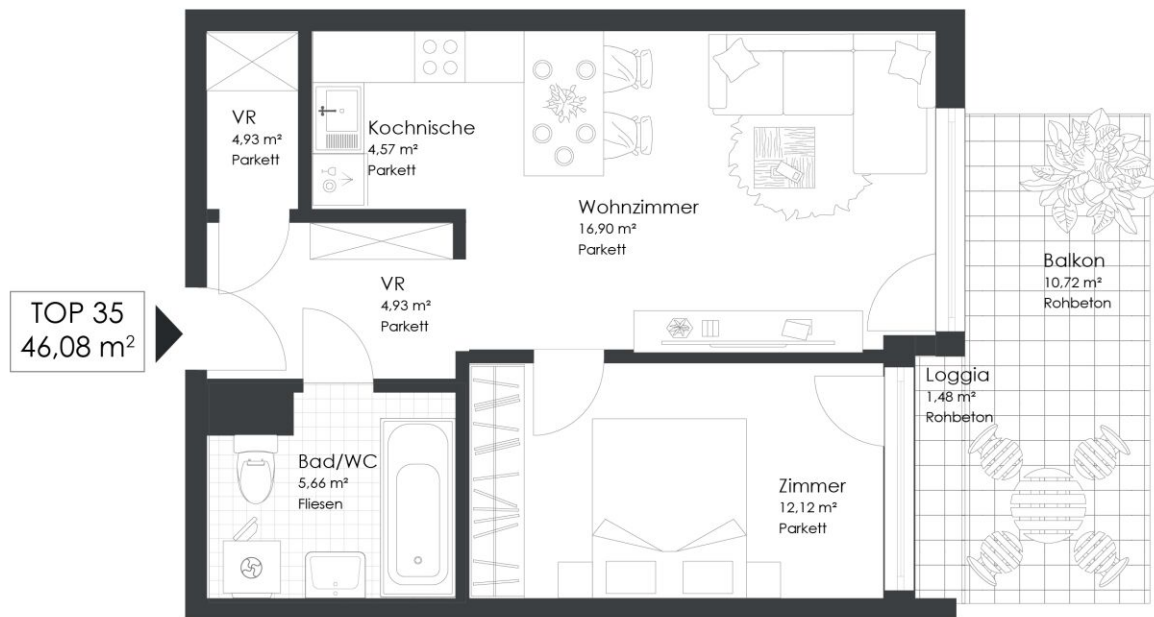 VR
4,93 m²
Parkett
Kochnische
4,57 m²
Parkett
Wohnzimmer
16,90 m²
Parkett
Balkon
10,72 m²
Rohbeton
VR
4,93 m²
Parkett
TOP 35
46,08 m²
Loggia
1,48 m²
Rohbeton
Bad/WC
5,66 m²
Fliesen
Zimmer
12,12 m²
Parkett